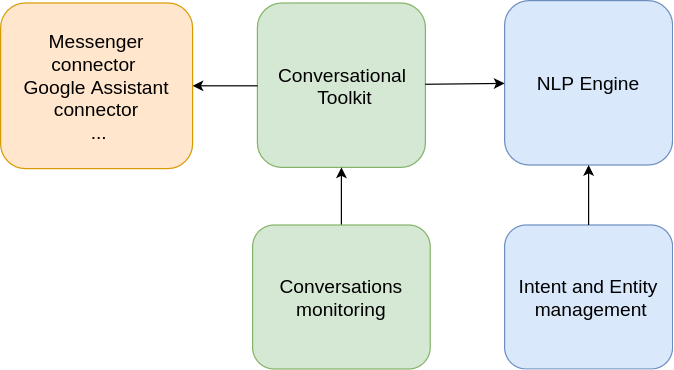 Messenger
connector
Google Assistant
connector
...
Conversational
Toolkit
NLP Engine
Conversations
monitoring
Intent and Entity
management